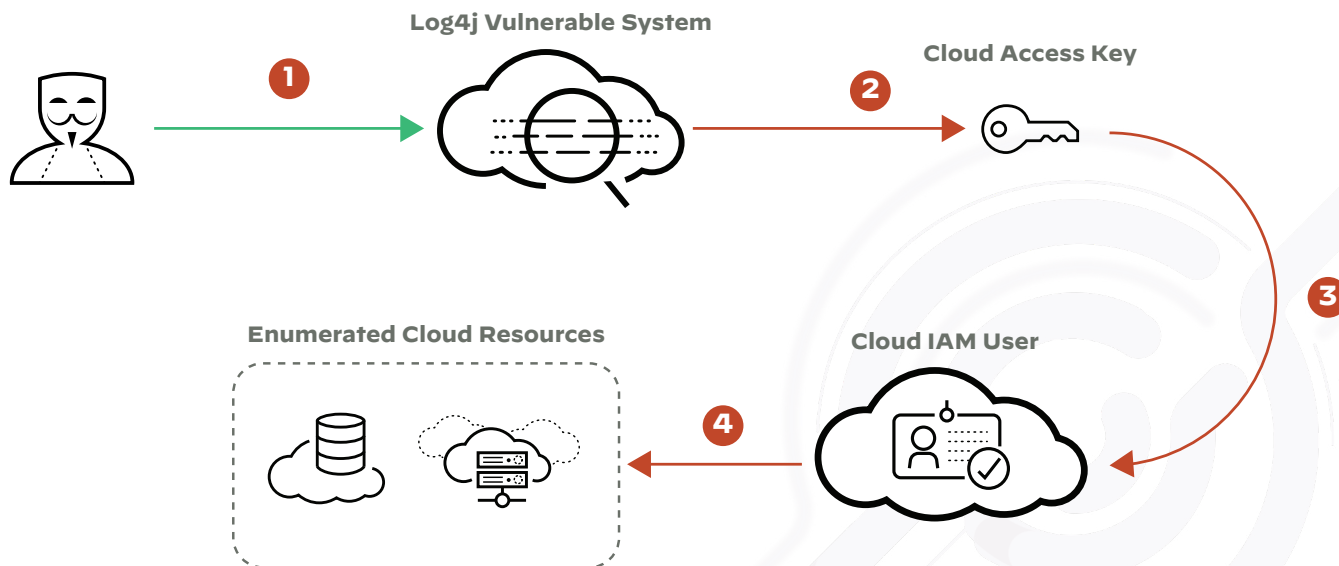 Log4j Vulnerable System
1
2
Cloud Access Key
3
Enumerated Cloud Resources
Cloud IAM User
4